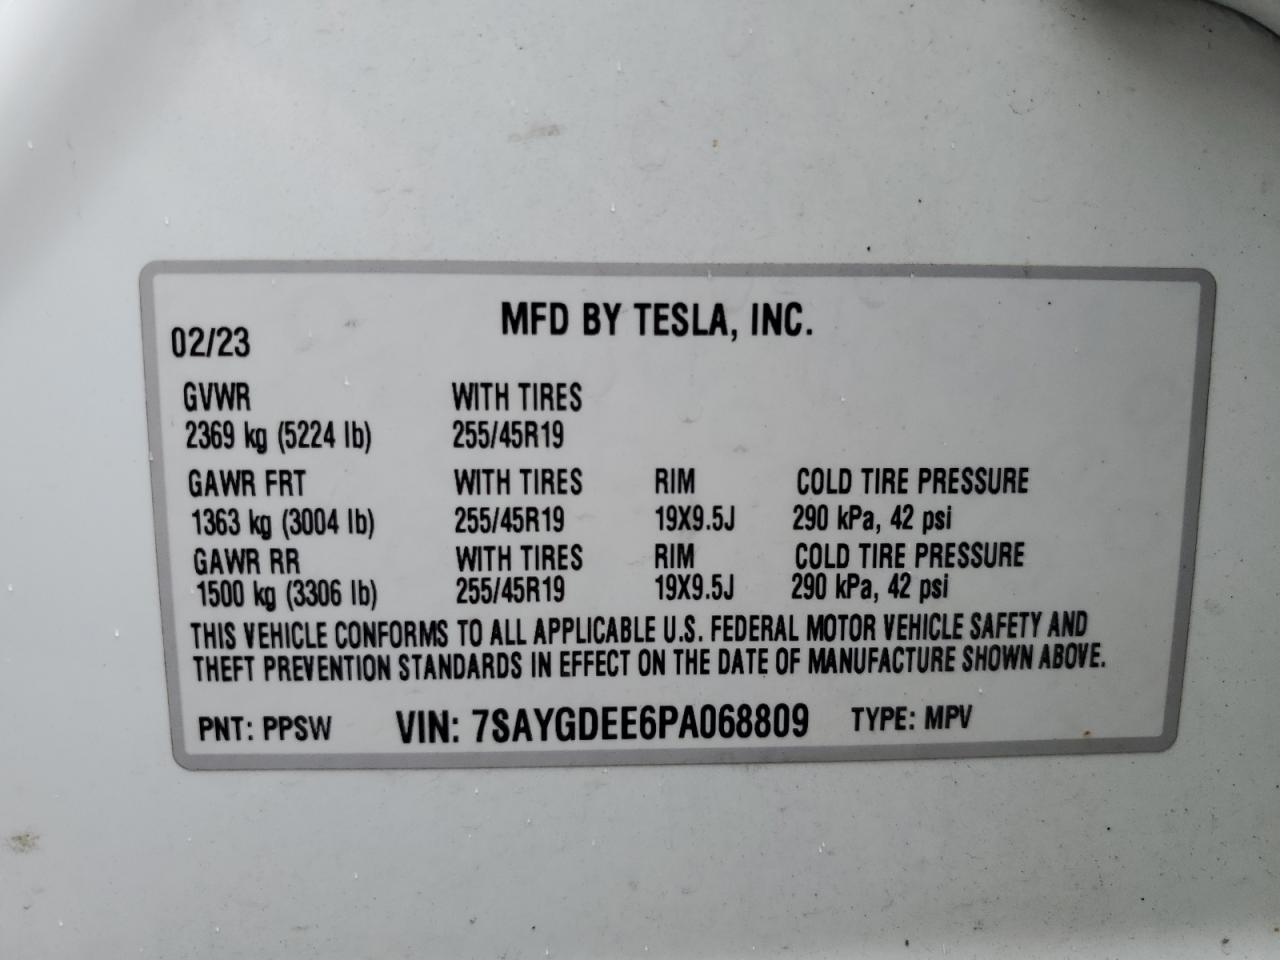 MFD BY TESLA, INC.
02/23
GVWR WITH TIRES
2369 kg (5224 lb) 255/45R19
GAWR FRT WITH TIRES RIM COLD TIRE PRESSURE
1363 kg (3004 lb) 255/45R19 19X9.5J 290 kPa, 42 psi
GAWR RR WITH TIRES RIM COLD TIRE PRESSURE
1500 kg (3306 lb) 255/45R19 19X9.5J 290 kPa, 42 psi
THIS VEHICLE CONFORMS TO ALL APPLICABLE U.S. FEDERAL MOTOR VEHICLE SAFETY AND
THEFT PREVENTION STANDARDS IN EFFECT ON THE DATE OF MANUFACTURE SHOWN ABOVE.
PNT: PPSW VIN: 7SAYGDEE6PA068809 TYPE: MPV